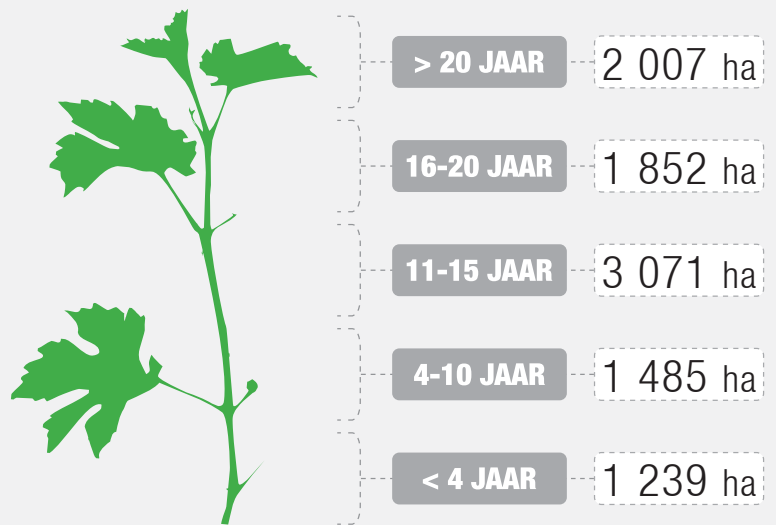 > 20 JAAR 2 007 ha
16-20 JAAR 1 852 ha
11-15 JAAR 3 071 ha
4-10 JAAR 1 485 ha
< 4 JAAR 1 239 ha